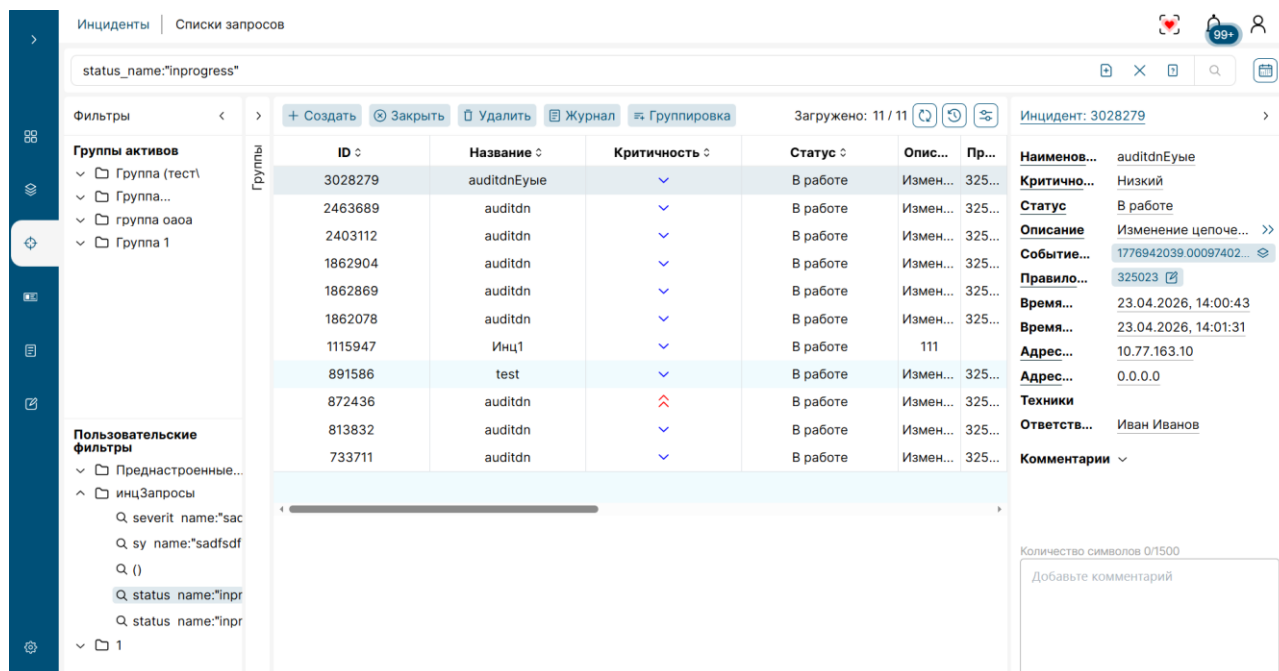 Инциденты Списки запросов
99+
status_name:"inprogress"
Фильтры
Группы активов
Группа (тест\
Группа...
группа оаоа
Группа 1
Пользовательские
фильтры
Преднастроенные...
инцЗапросы
severit name:"sad
sy name:"sadfsdf
()
status name:"inpr
status name:"inpr
1
Группы
+ Создать Закрыть Удалить Журнал Группировка Загружено: 11 / 11
ID Название Критичность Статус Опис... Пр...
3028279 auditdnЕуые В работе Измен... 325...
2463689 auditdn В работе Измен... 325...
2403112 auditdn В работе Измен... 325...
1862904 auditdn В работе Измен... 325...
1862869 auditdn В работе Измен... 325...
1862078 auditdn В работе Измен... 325...
1115947 Инц1 В работе 111
891586 test В работе Измен... 325...
872436 auditdn В работе Измен... 325...
813832 auditdn В работе Измен... 325...
733711 auditdn В работе Измен... 325...
Инцидент: 3028279
Наименов... auditdnЕуые
Критично... Низкий
Статус В работе
Описание Изменение цепоче...
Событие... 1776942039.00097402...
Правило... 325023
Время... 23.04.2026, 14:00:43
Время... 23.04.2026, 14:01:31
Адрес... 10.77.163.10
Адрес... 0.0.0.0
Техники
Ответств... Иван Иванов
Комментарии
Количество символов 0/1500
Добавьте комментарий